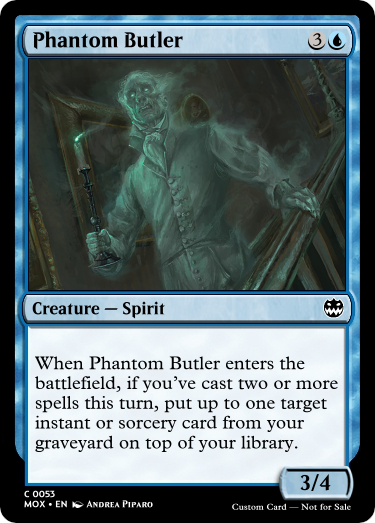 Phantom Butler 3
Creature — Spirit
When Phantom Butler enters the
battlefield, if you've cast two or more
spells this turn, put up to one target
instant or sorcery card from your
graveyard on top of your library.
3/4
C 0053
MOX • EN Andrea Piparo
Custom Card — Not for Sale